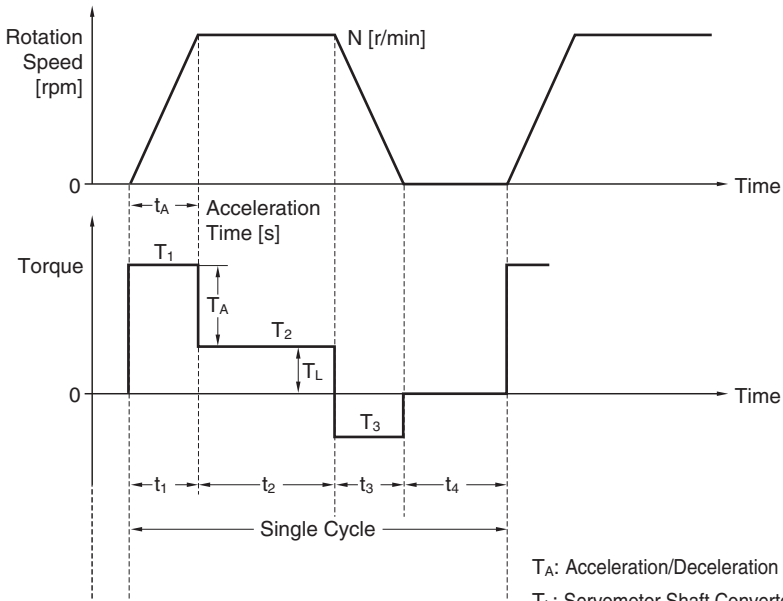 Rotation
Speed
[rpm]
N [r/min]
0
Time
tA
Acceleration
Time [s]
Torque
T1
TA
T2
TL
0
Time
T3
t1
t2
t3
t4
Single Cycle
TA: Acceleration/Deceleration